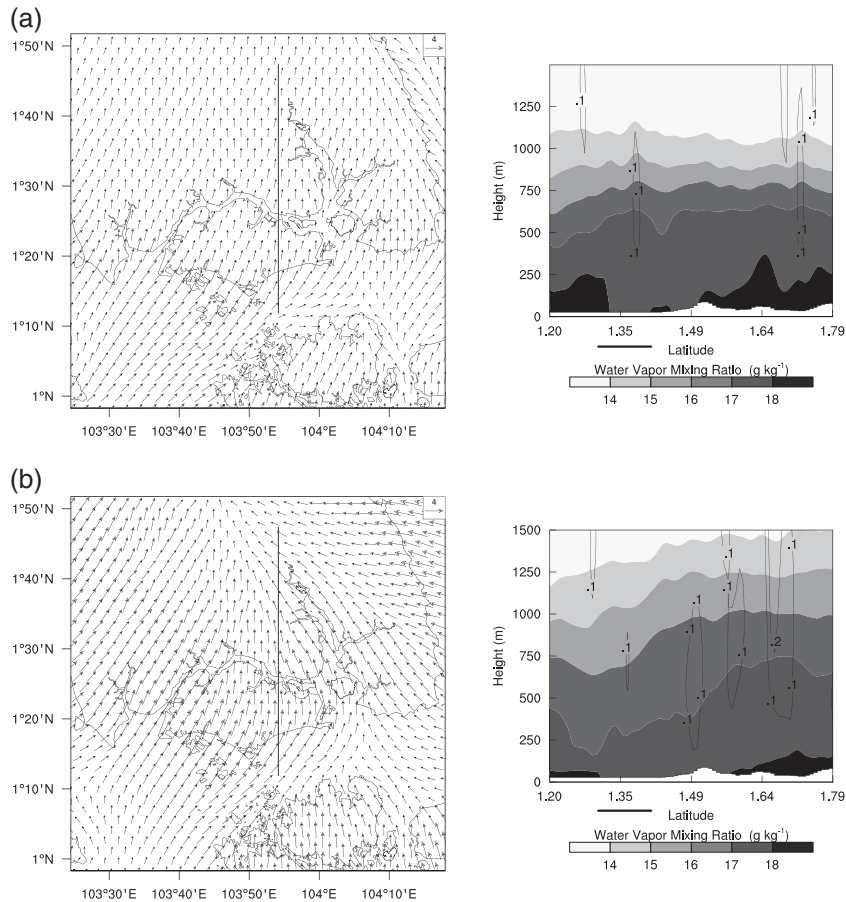 (a)
4
1°50'N
1°40'N
1°30'N
1°20'N
1°10'N
1°N
103°30'E 103°40'E 103°50'E 104°E 104°10'E
Height (m)
1250
1000
750
500
250
0
.1
.1
.1
.1
.1
.1
.1
.1
1.20 1.35 1.49 1.64 1.79
Latitude
Water Vapor Mixing Ratio (g kg-1)
14 15 16 17 18
(b)
4
1°50'N
1°40'N
1°30'N
1°20'N
1°10'N
1°N
103°30'E 103°40'E 103°50'E 104°E 104°10'E
Height (m)
1500
1250
1000
750
500
250
0
.1
.1
.1
.1
.1
.1
.1
.2
.1
.1
.1
.1
.1
1.20 1.35 1.49 1.64 1.79
Latitude
Water Vapor Mixing Ratio (g kg-1)
14 15 16 17 18